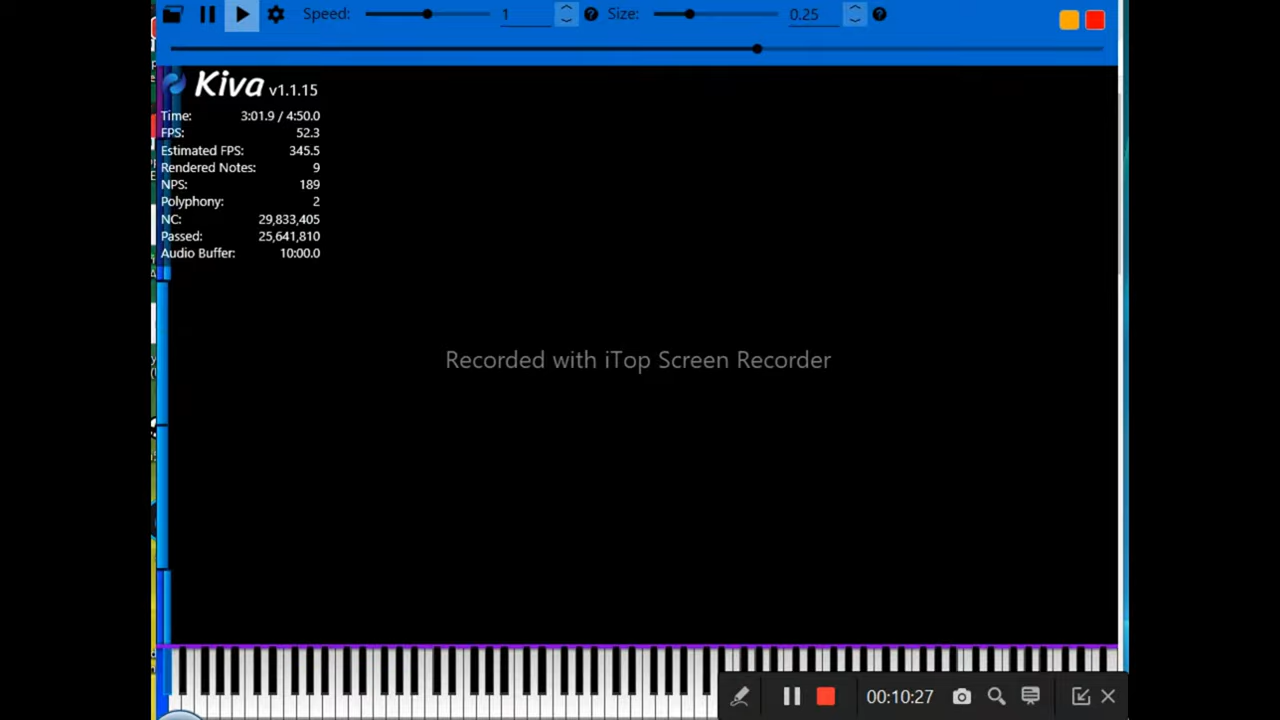 Speed: 1 Size: 0.25
Kiva v1.1.15
Time: 3:01.9 / 4:50.0
FPS: 52.3
Estimated FPS: 345.5
Rendered Notes: 9
NPS: 189
Polyphony: 2
NC: 29,833,405
Passed: 25,641,810
Audio Buffer: 10:00.0
Recorded with iTop Screen Recorder
00:10:27